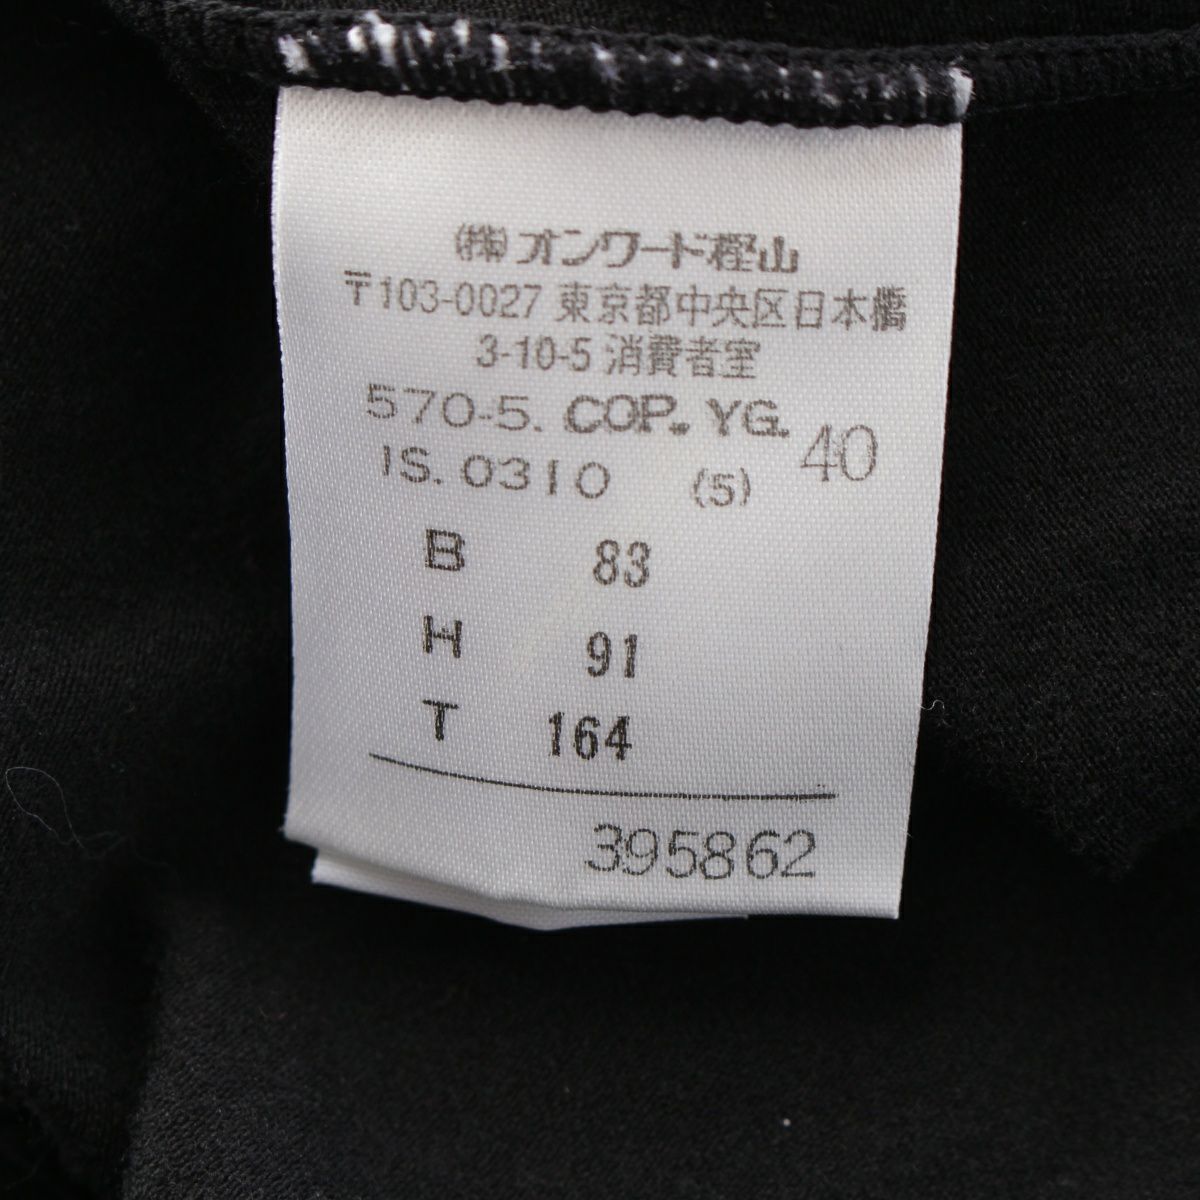 (株)オンワード樫山
〒103-0027 東京都中央区日本橋
3-10-5 消費者室
570-5. COP. YG. 40
IS. 0310 (5)
B 83
H 91
T 164
395862